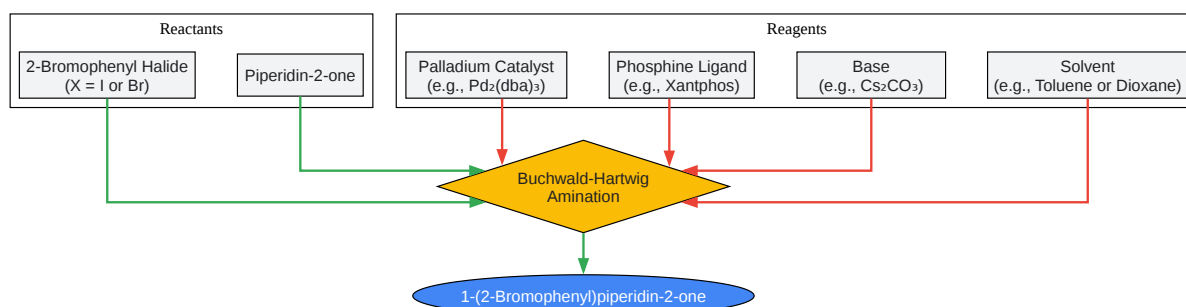 Reactants
Reagents
2-Bromophenyl Halide
(X = I or Br)
Piperidin-2-one
Palladium Catalyst
(e.g., Pd₂(dba)₃)
Phosphine Ligand
(e.g., Xantphos)
Base
(e.g., Cs₂CO₃)
Solvent
(e.g., Toluene or Dioxane)
Buchwald-Hartwig
Amination
1-(2-Bromophenyl)piperidin-2-one